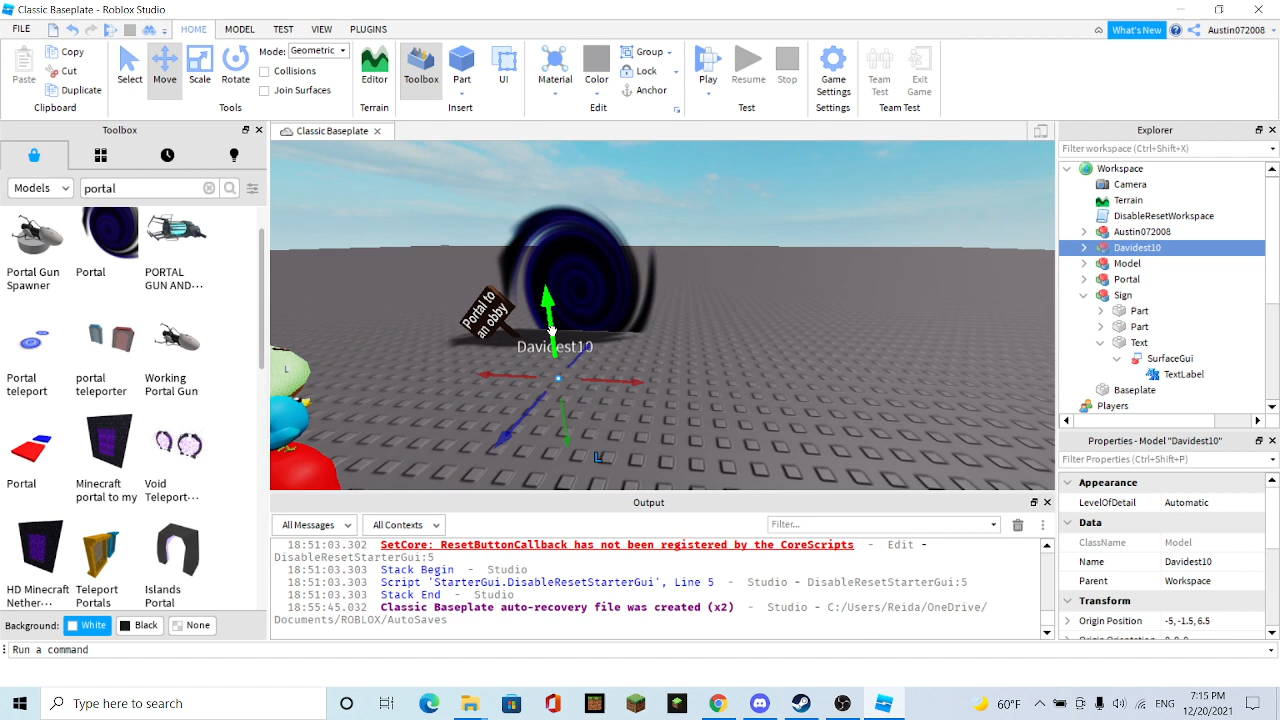 Classic Baseplate - Roblox Studio
FILE HOME MODEL TEST VIEW PLUGINS What's New Austin072008
Paste Copy Cut Duplicate Clipboard
Select Move Scale Rotate Mode: Geometric Collisions Join Surfaces Tools
Editor Terrain
Toolbox Part UI Insert
Material Color Group Lock Anchor Edit
Play Resume Stop Test
Game Settings Settings
Team Test Exit Game Team Test
Toolbox
Models portal
Portal Gun Spawner
Portal
PORTAL GUN AND...
Portal teleport
portal teleporter
Working Portal Gun
Portal
Minecraft portal to my
Void Teleport...
HD Minecraft Nether...
Teleport Portals
Islands Portal
Background: White Black None
Classic Baseplate
Portal to
an obby
Davidest10
L
L
Output
All Messages All Contexts Filter...
18:51:03.302 SetCore: ResetButtonCallback has not been registered by the CoreScripts - Edit -
DisableResetStarterGui:5
18:51:03.303 Stack Begin - Studio
18:51:03.303 Script 'StarterGui.DisableResetStarterGui', Line 5 - Studio - DisableResetStarterGui:5
18:51:03.303 Stack End - Studio
18:55:45.032 Classic Baseplate auto-recovery file was created (x2) - Studio - C:/Users/Reida/OneDrive/
Documents/ROBLOX/AutoSaves
Explorer
Filter workspace (Ctrl+Shift+X)
Workspace
Camera
Terrain
DisableResetWorkspace
Austin072008
Davidest10
Model
Portal
Sign
Part
Part
Text
SurfaceGui
TextLabel
Baseplate
Players
Properties - Model "Davidest10"
Filter Properties (Ctrl+Shift+P)
Appearance
LevelOfDetail Automatic
Data
ClassName Model
Name Davidest10
Parent Workspace
Transform
Origin Position -5, -1.5, 6.5
Run a command
Type here to search
60°F
7:15 PM
12/20/2021